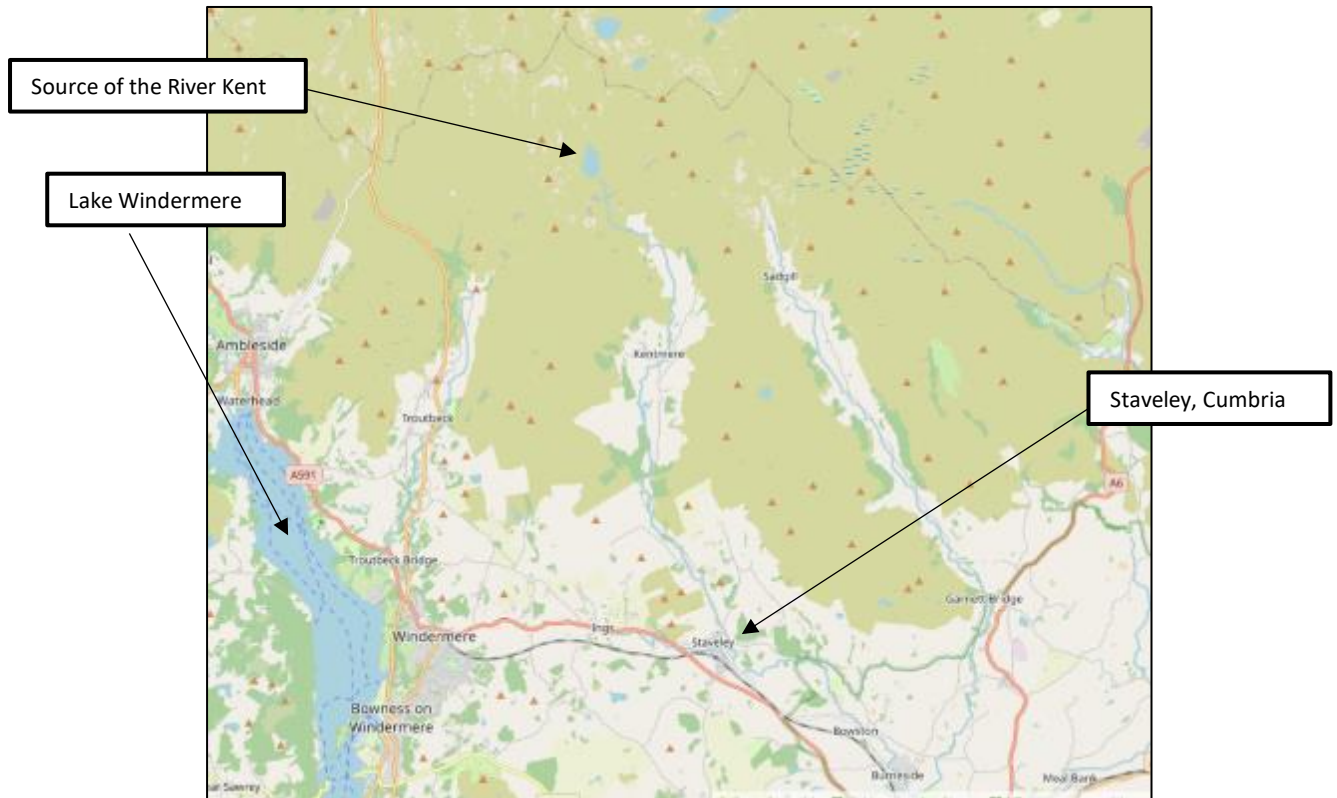 Source of the River Kent
Lake Windermere
Sadgill
Ambleside
Kentmere
Waterhead
Staveley, Cumbria
Troutbeck
A591
A6
Troutbeck Bridge
Garnett Bridge
Windermere
Ings
Staveley
Bowness on
Windermere
Bowston
Burneside
Meal Bank
Sawrey